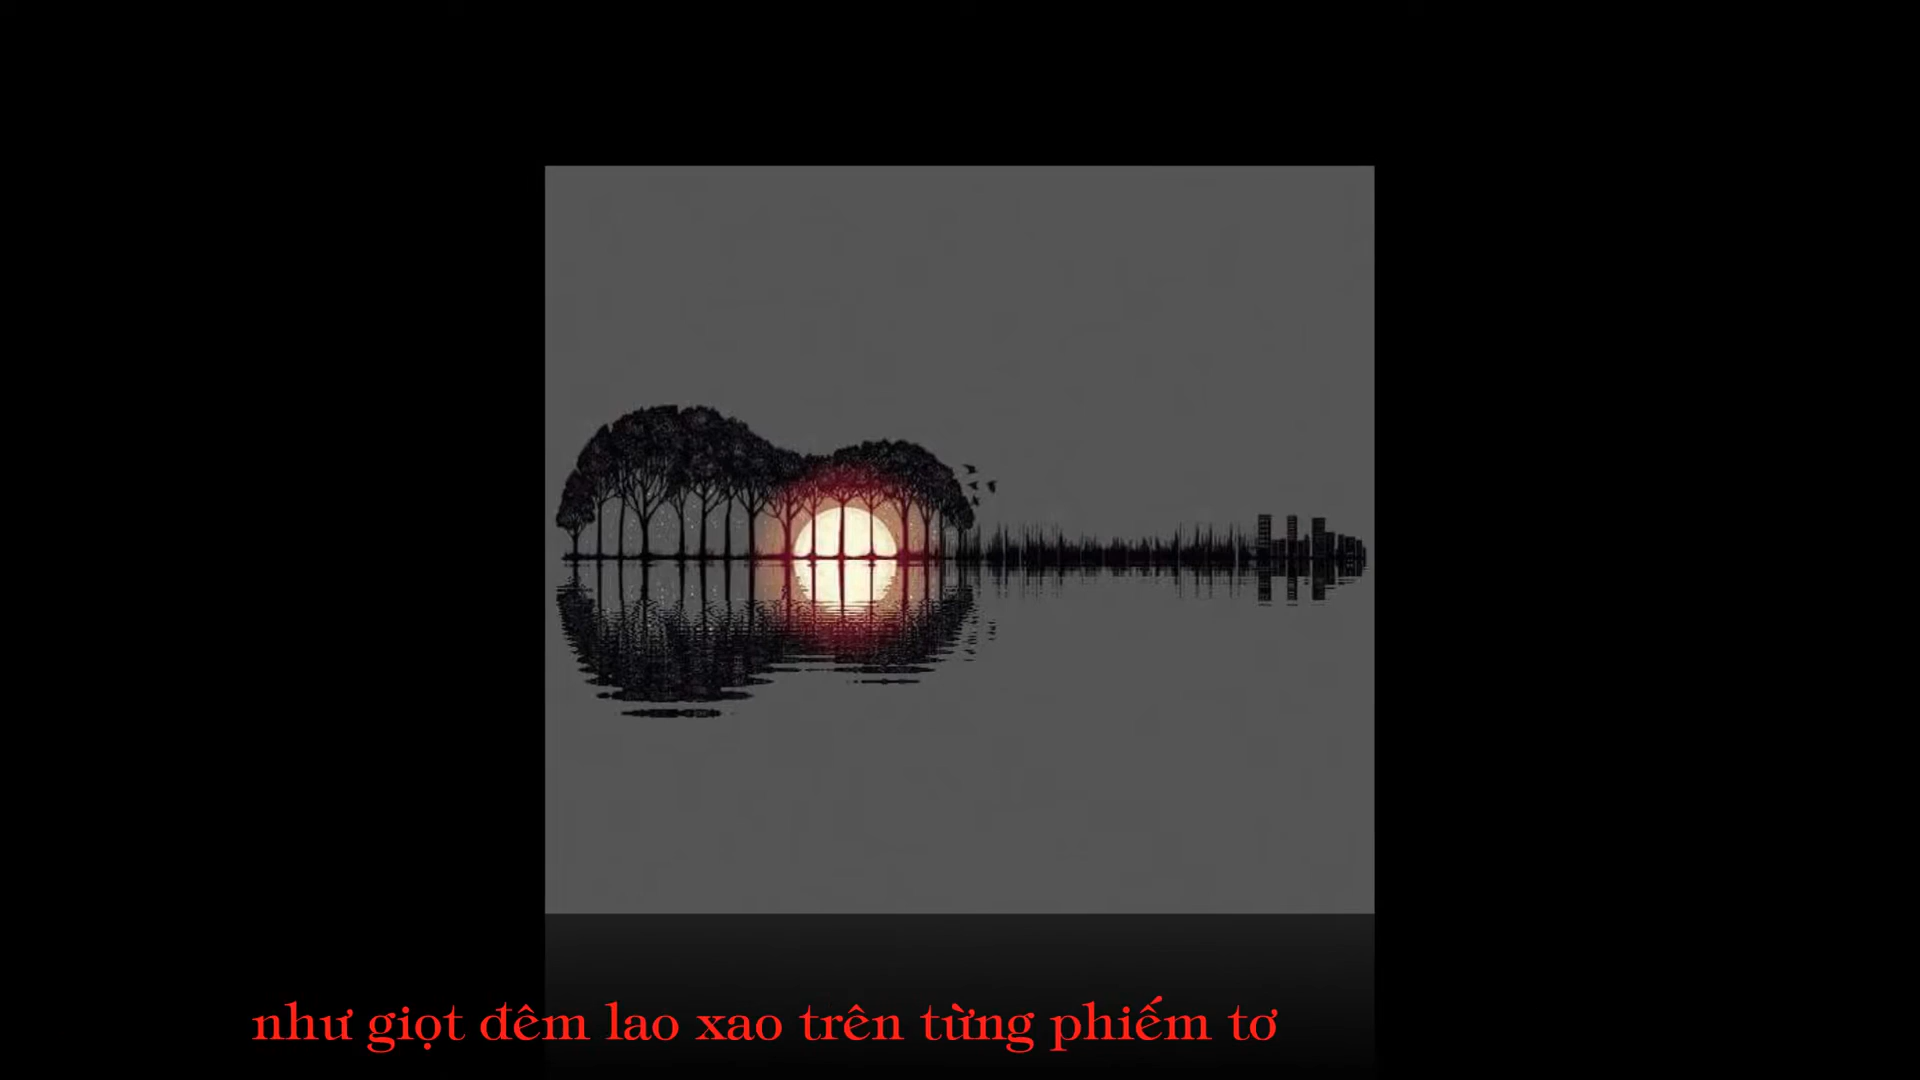 như giọt đêm lao xao trên từng phiếm tơ